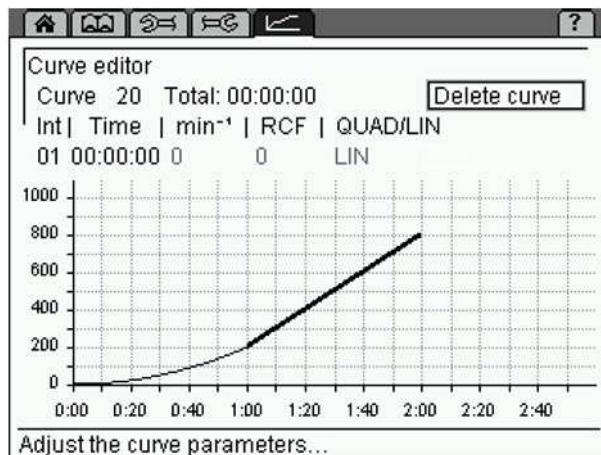 ?
Curve editor
Curve 20 Total: 00:00:00 Delete curve
Int| Time | min⁻¹ | RCF | QUAD/LIN
01 00:00:00 0 0 LIN
1000
800
600
400
200
0
0:00 0:20 0:40 1:00 1:20 1:40 2:00 2:20 2:40
Adjust the curve parameters...